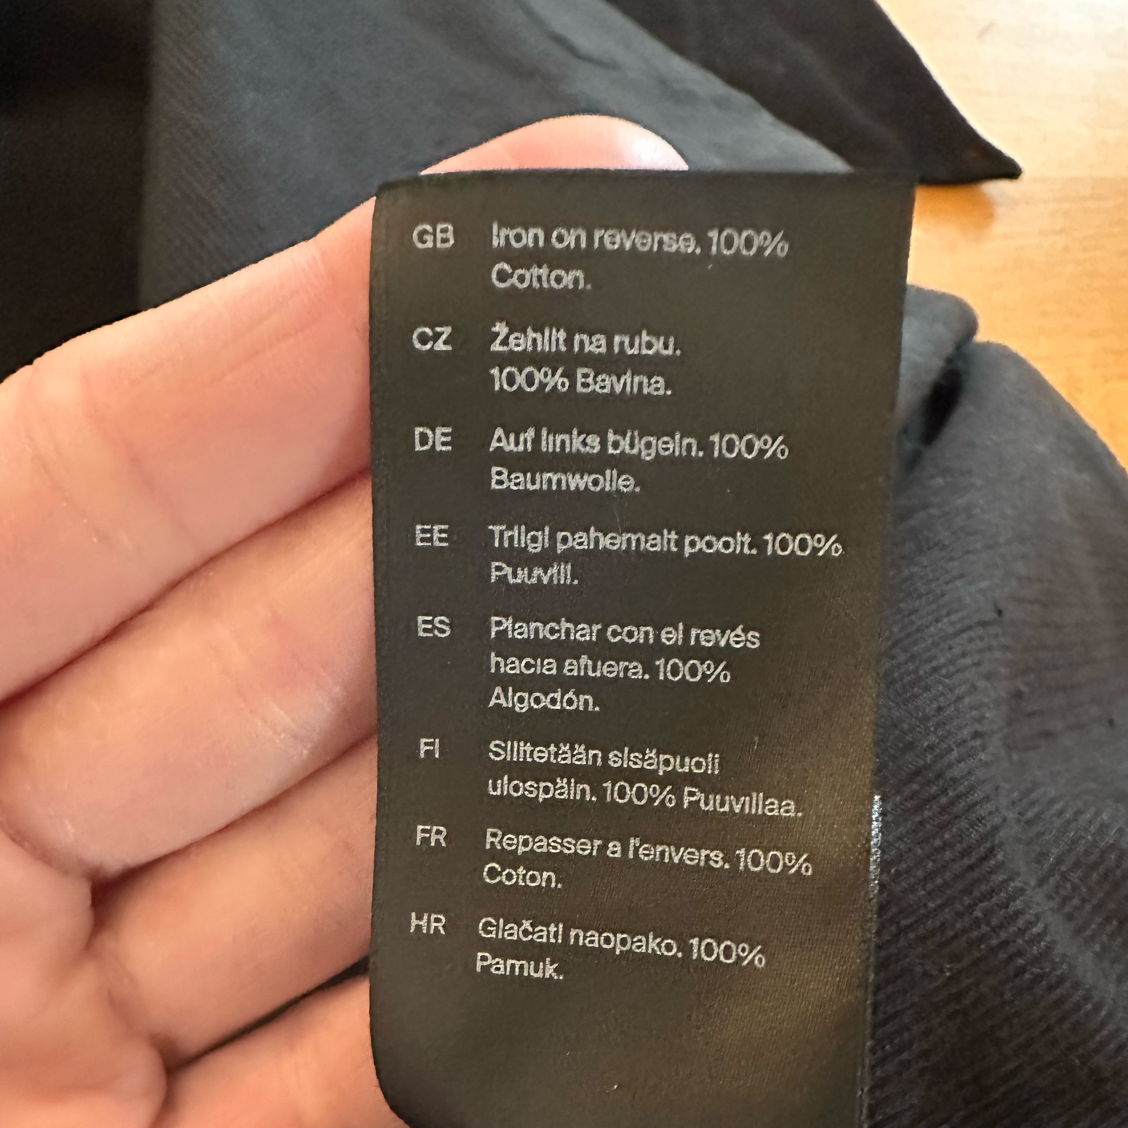 GB Iron on reverse. 100%
Cotton.
CZ Žehlit na rubu.
100% Bavlna.
DE Auf links bügeln. 100%
Baumwolle.
EE Triigi pahemalt poolt. 100%
Puuvill.
ES Planchar con el revés
hacia afuera. 100%
Algodón.
FI Silitetään sisäpuoli
ulospäin. 100% Puuvillaa.
FR Repasser a l'envers. 100%
Coton.
HR Glačati naopako. 100%
Pamuk.